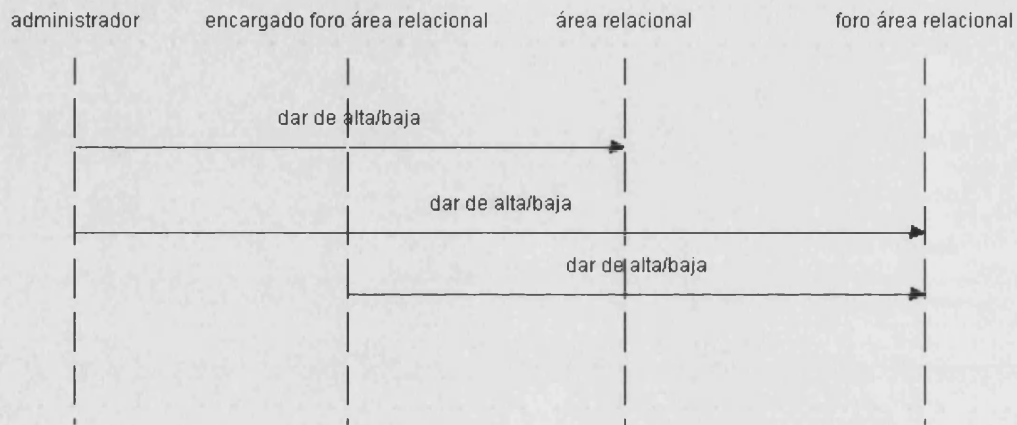 administrador
encargado foro área relacional
área relacional
foro área relacional
dar de alta/baja
dar de alta/baja
dar de alta/baja